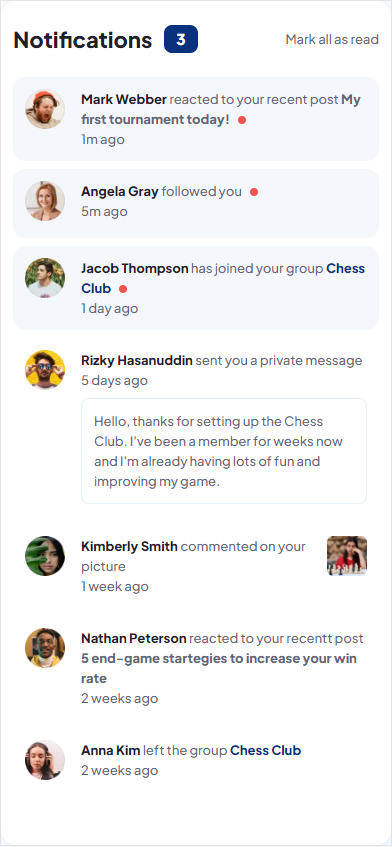 Notifications 3 Mark all as read
Mark Webber reacted to your recent post My
first tournament today!
1m ago
Angela Gray followed you
5m ago
Jacob Thompson has joined your group Chess
Club
1 day ago
Rizky Hasanuddin sent you a private message
5 days ago
Hello, thanks for setting up the Chess
Club. I've been a member for weeks now
and I'm already having lots of fun and
improving my game.
Kimberly Smith commented on your
picture
1 week ago
Nathan Peterson reacted to your recentt post
5 end-game startegies to increase your win
rate
2 weeks ago
Anna Kim left the group Chess Club
2 weeks ago